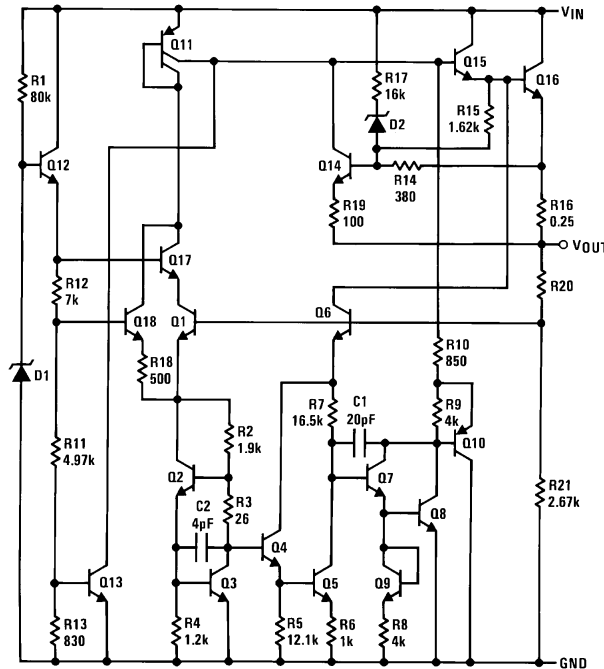 V_IN
Q11
Q15
Q16
R1
80k
R17
16k
R15
1.62k
D2
Q12
Q14
R14
380
R19
100
R16
0.25
V_OUT
Q17
R12
7k
R20
Q18
Q1
Q6
R18
500
R10
850
D1
C1
20pF
R7
16.5k
R9
4k
R2
1.9k
R11
4.97k
Q10
Q2
Q7
R21
2.67k
R3
26
C2
4pF
Q8
Q4
Q13
Q3
Q5
Q9
R13
830
R4
1.2k
R5
12.1k
R6
1k
R8
4k
GND